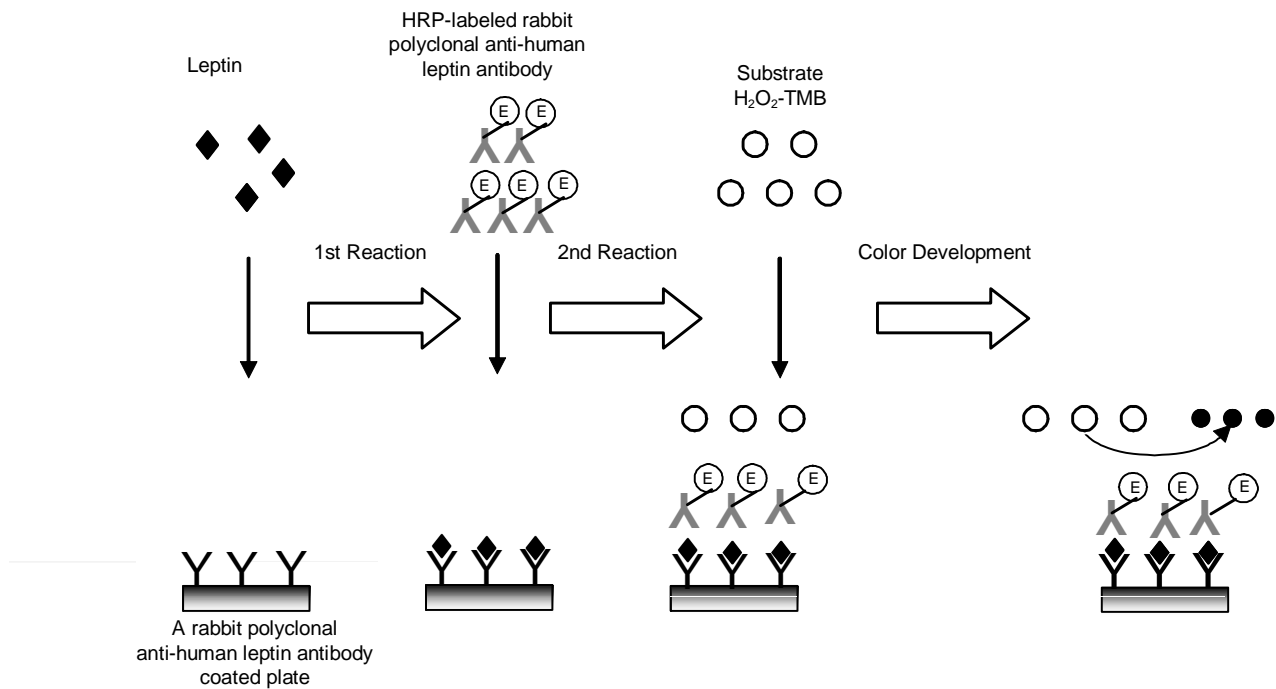 HRP-labeled rabbit
polyclonal anti-human
leptin antibody
Leptin
Substrate
H₂O₂-TMB
E E
E E E
1st Reaction
2nd Reaction
Color Development
E E E
E E E
A rabbit polyclonal
anti-human leptin antibody
coated plate